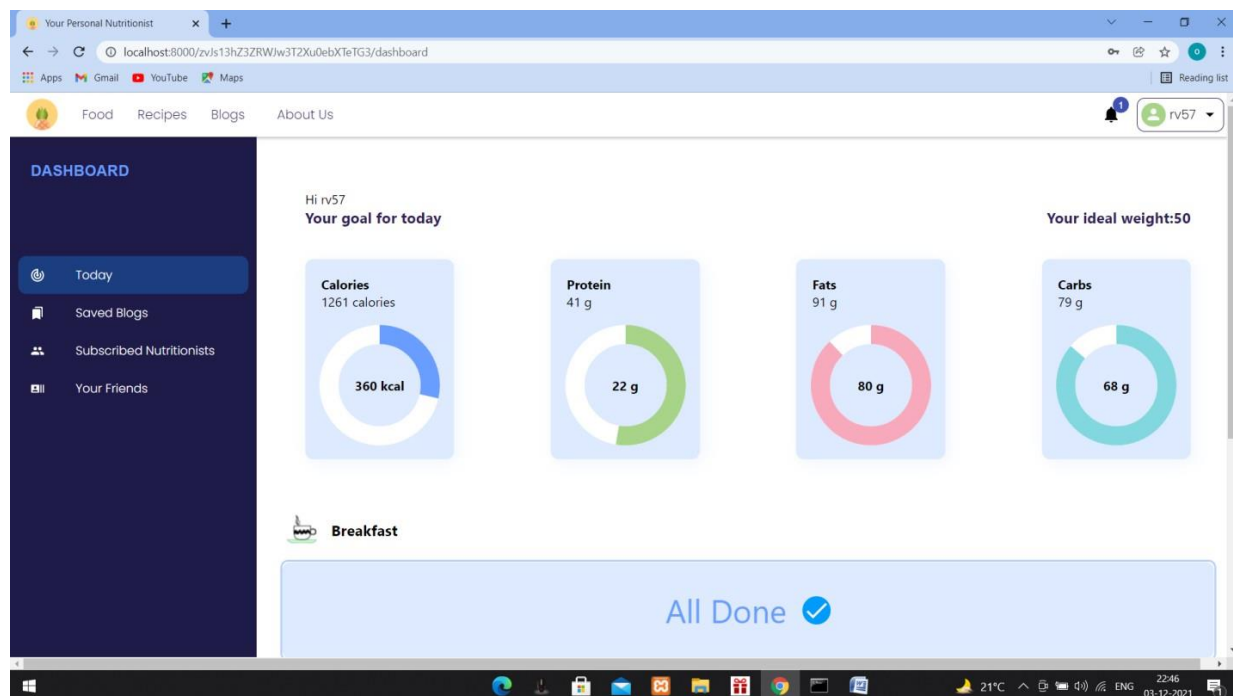 Your Personal Nutritionist
localhost:8000/zvJs13hZ3ZRWJw3T2Xu0ebXTeTG3/dashboard
Apps Gmail YouTube Maps Reading list
Food Recipes Blogs About Us 1 rv57
DASHBOARD
Today
Saved Blogs
Subscribed Nutritionists
Your Friends
Hi rv57
Your goal for today
Your ideal weight:50
Calories
1261 calories
360 kcal
Protein
41 g
22 g
Fats
91 g
80 g
Carbs
79 g
68 g
Breakfast
All Done
21°C ENG 22:46
03-12-2021